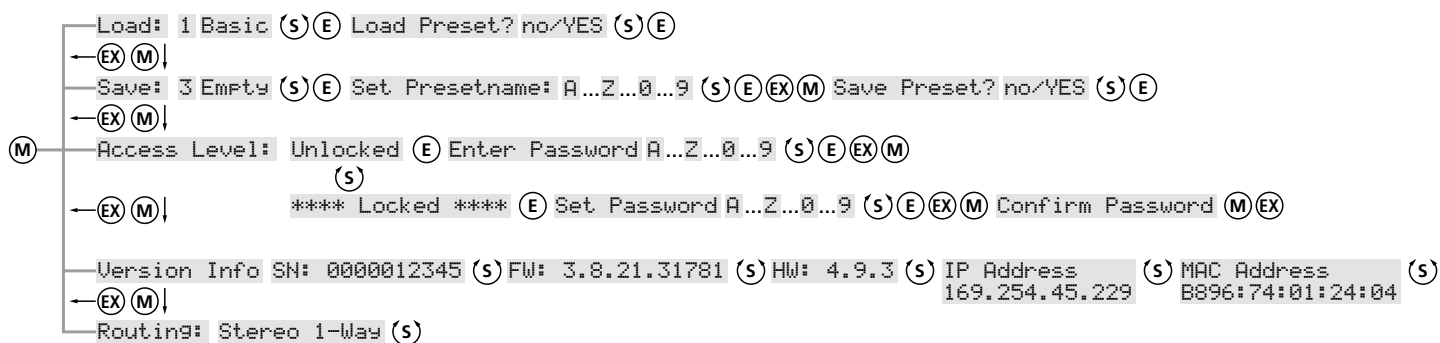 Load: 1 Basic S E Load Preset? no/YES S E
EX M
Save: 3 Empty S E Set Presetname: A...Z...0...9 S E EX M Save Preset? no/YES S E
EX M
M Access Level: Unlocked E Enter Password A...Z...0...9 S E EX M
S
EX M **** Locked **** E Set Password A...Z...0...9 S E EX M Confirm Password M EX
Version Info SN: 0000012345 S FW: 3.8.21.31781 S HW: 4.9.3 S IP Address S MAC Address S
169.254.45.229 B896:74:01:24:04
EX M
Routing: Stereo 1-Way S